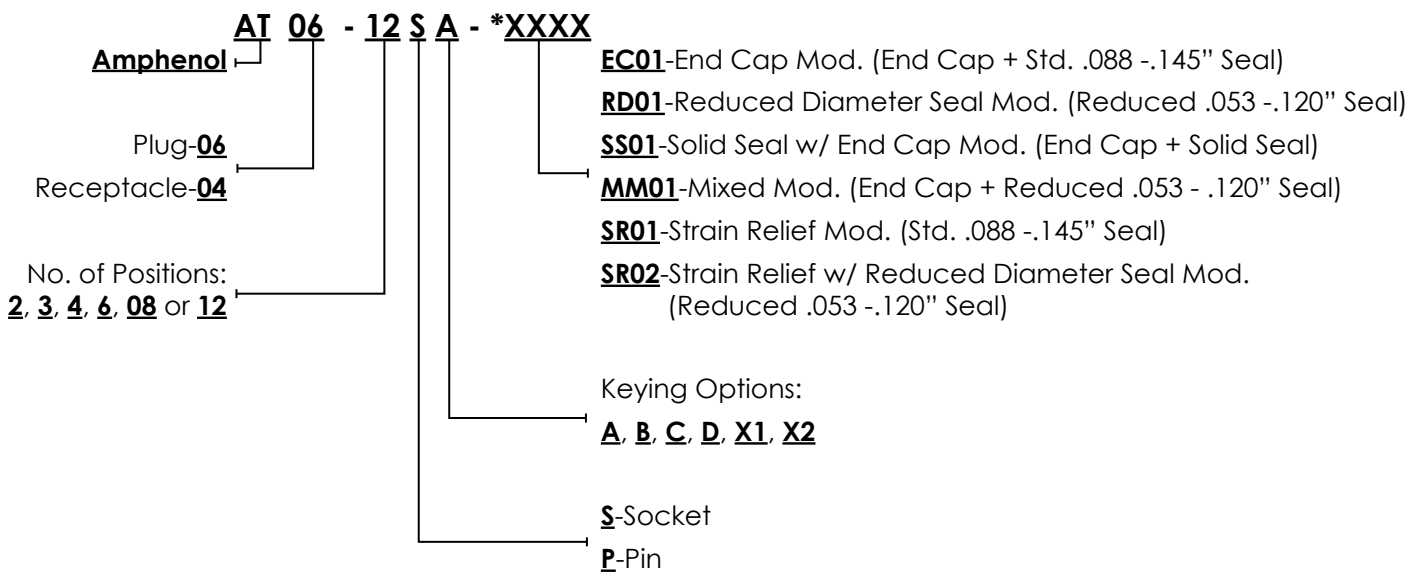 AT 06 - 12 S A - *XXXX
Amphenol
Plug-06
Receptacle-04
No. of Positions:
2, 3, 4, 6, 08 or 12
EC01-End Cap Mod. (End Cap + Std. .088 -.145” Seal)
RD01-Reduced Diameter Seal Mod. (Reduced .053 -.120” Seal)
SS01-Solid Seal w/ End Cap Mod. (End Cap + Solid Seal)
MM01-Mixed Mod. (End Cap + Reduced .053 - .120” Seal)
SR01-Strain Relief Mod. (Std. .088 -.145” Seal)
SR02-Strain Relief w/ Reduced Diameter Seal Mod.
(Reduced .053 -.120” Seal)
Keying Options:
A, B, C, D, X1, X2
S-Socket
P-Pin